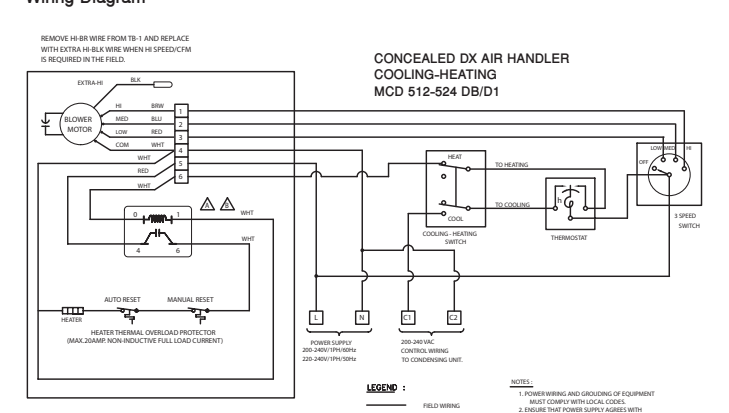 Wiring Diagram
REMOVE HI-BR WIRE FROM TB-1 AND REPLACE
WITH EXTRA HI-BLK WIRE WHEN HI SPEED/CFM
IS REQUIRED IN THE FIELD.
CONCEALED DX AIR HANDLER
COOLING-HEATING
MCD 512-524 DB/D1
EXTRA-HI BLK
BLOWER
MOTOR
HI BRW 1
MED BLU 2
LOW RED 3
COM WHT 4
WHT 5
RED 6
WHT
HEAT
TO HEATING
TO COOLING
COOL
COOLING - HEATING
SWITCH
h
THERMOSTAT
LOW MED HI
OFF
3 SPEED
SWITCH
A B
0 1 WHT
WHT
4 6
AUTO RESET MANUAL RESET
HEATER
HEATER THERMAL OVERLOAD PROTECTOR
(MAX.20AMP. NON-INDUCTIVE FULL LOAD CURRENT)
L N C1 C2
POWER SUPPLY
200-240V/1PH/60Hz
220-240V/1PH/50Hz
200-240 VAC
CONTROL WIRING
TO CONDENSING UNIT.
LEGEND :
FIELD WIRING
NOTES :
1. POWER WIRING AND GROUDING OF EQUIPMENT
MUST COMPLY WITH LOCAL CODES.
2. ENSURE THAT POWER SUPPLY AGREES WITH